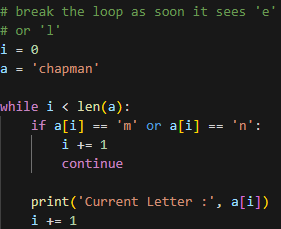 # break the loop as soon it sees 'e'
# or 'l'
i = 0
a = 'chapman'

while i < len(a):
    if a[i] == 'm' or a[i] == 'n':
        i += 1
        continue

    print('Current Letter :', a[i])
    i += 1